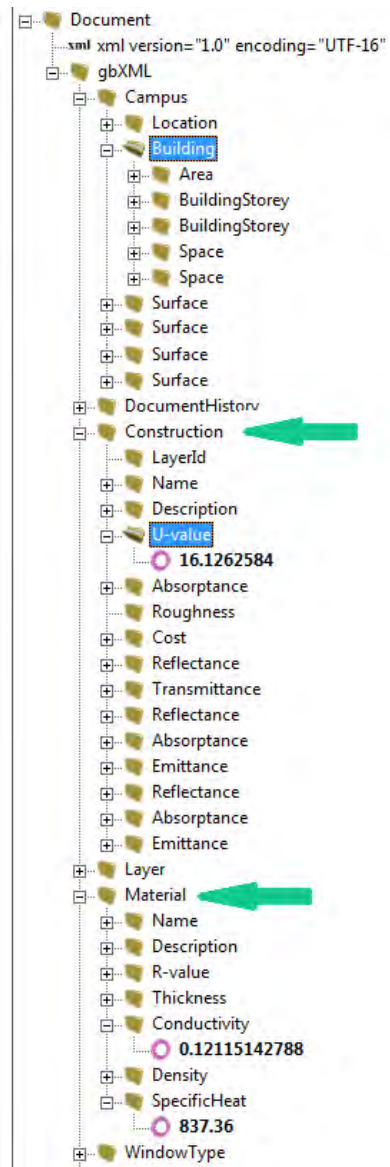 Document
xml xml version="1.0" encoding="UTF-16"
gbXML
Campus
Location
Building
Area
BuildingStorey
BuildingStorey
Space
Space
Surface
Surface
Surface
Surface
DocumentHistory
Construction
LayerId
Name
Description
U-value
16.1262584
Absorptance
Roughness
Cost
Reflectance
Transmittance
Reflectance
Absorptance
Emittance
Reflectance
Absorptance
Emittance
Layer
Material
Name
Description
R-value
Thickness
Conductivity
0.12115142788
Density
SpecificHeat
837.36
WindowType